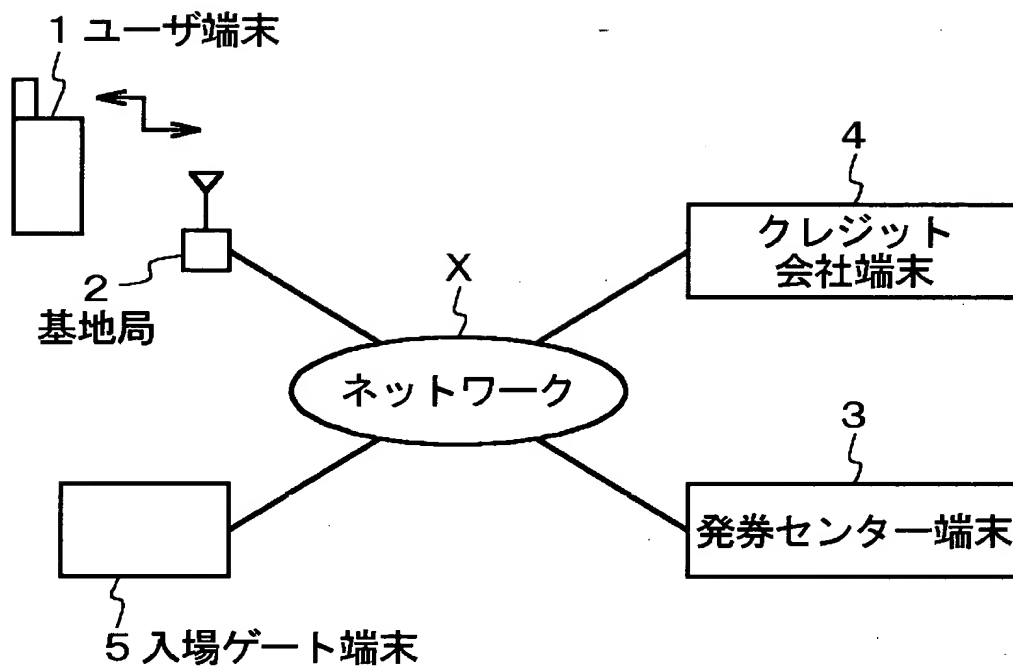 1 ユーザ端末
4
クレジット
会社端末
2
基地局
X
ネットワーク
3
発券センター端末
5 入場ゲート端末